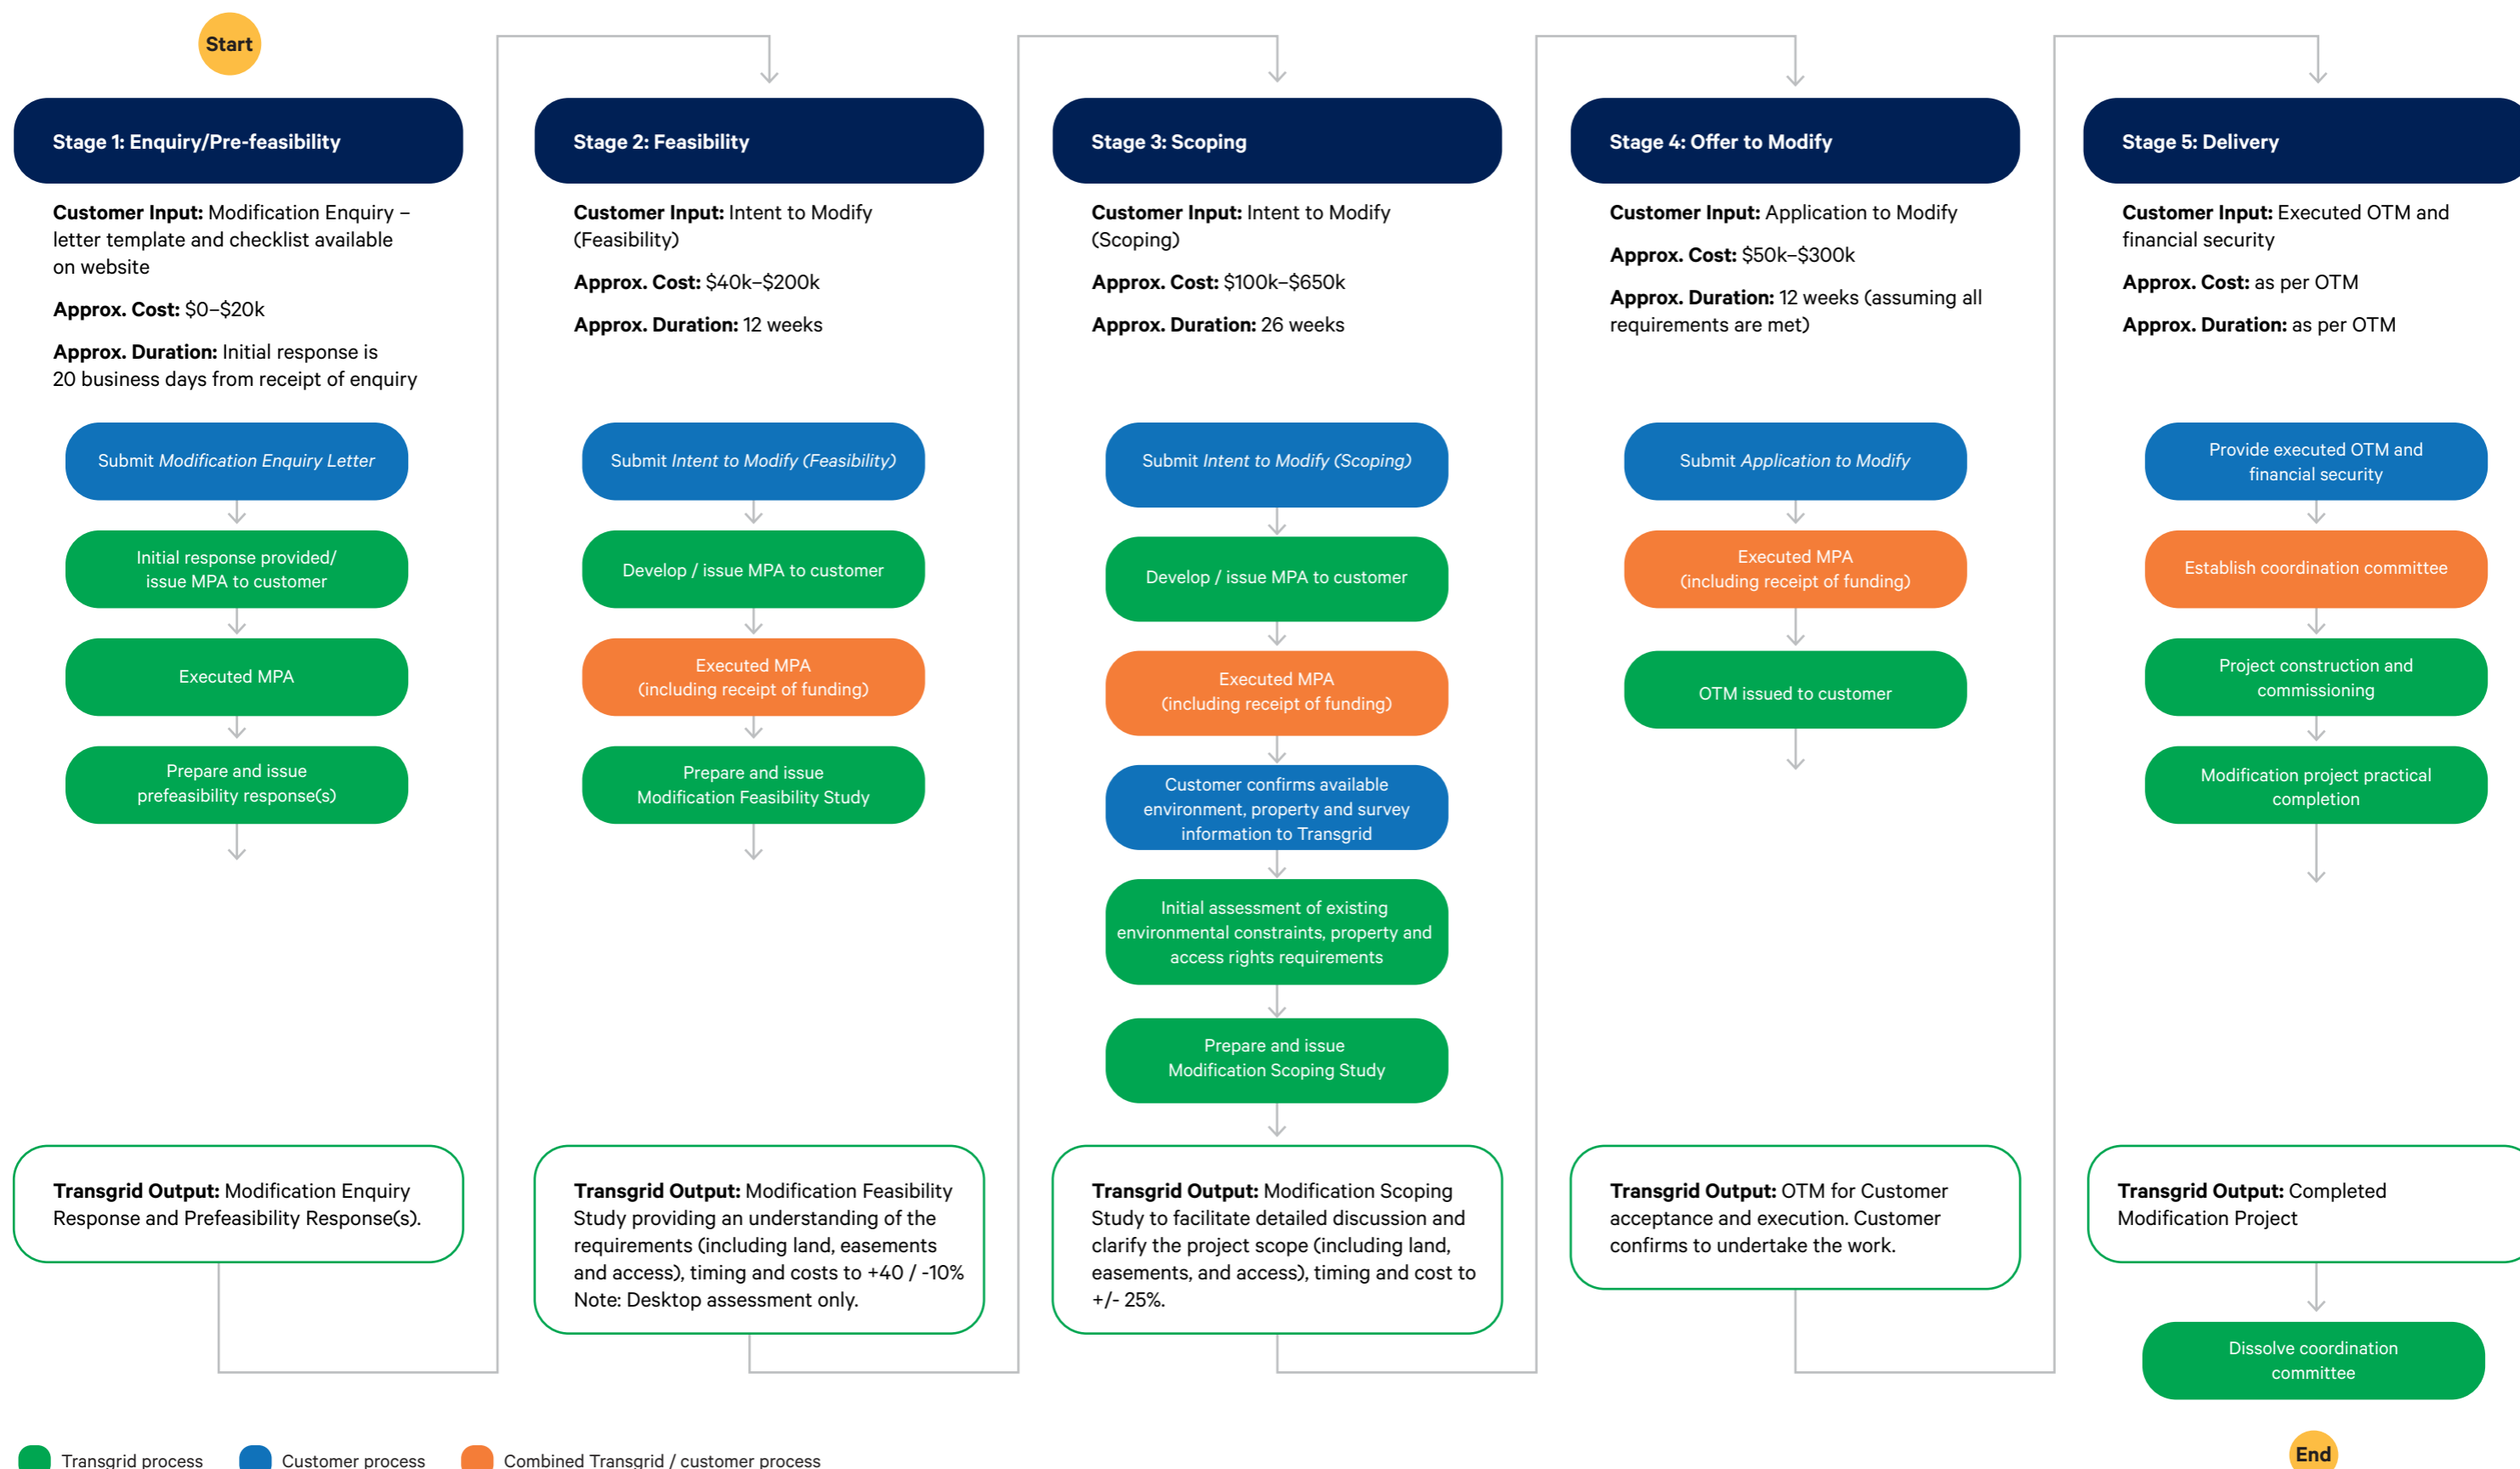 Start
Stage 1: Enquiry/Pre-feasibility
Customer Input: Modification Enquiry –
letter template and checklist available
on website
Approx. Cost: $0–$20k
Approx. Duration: Initial response is
20 business days from receipt of enquiry
Submit Modification Enquiry Letter
Initial response provided/
issue MPA to customer
Executed MPA
Prepare and issue
prefeasibility response(s)
Transgrid Output: Modification Enquiry
Response and Prefeasibility Response(s).
Stage 2: Feasibility
Customer Input: Intent to Modify
(Feasibility)
Approx. Cost: $40k–$200k
Approx. Duration: 12 weeks
Submit Intent to Modify (Feasibility)
Develop / issue MPA to customer
Executed MPA
(including receipt of funding)
Prepare and issue
Modification Feasibility Study
Transgrid Output: Modification Feasibility
Study providing an understanding of the
requirements (including land, easements
and access), timing and costs to +40 / -10%
Note: Desktop assessment only.
Stage 3: Scoping
Customer Input: Intent to Modify
(Scoping)
Approx. Cost: $100k–$650k
Approx. Duration: 26 weeks
Submit Intent to Modify (Scoping)
Develop / issue MPA to customer
Executed MPA
(including receipt of funding)
Customer confirms available
environment, property and survey
information to Transgrid
Initial assessment of existing
environmental constraints, property and
access rights requirements
Prepare and issue
Modification Scoping Study
Transgrid Output: Modification Scoping
Study to facilitate detailed discussion and
clarify the project scope (including land,
easements, and access), timing and cost to
+/- 25%.
Stage 4: Offer to Modify
Customer Input: Application to Modify
Approx. Cost: $50k–$300k
Approx. Duration: 12 weeks (assuming all
requirements are met)
Submit Application to Modify
Executed MPA
(including receipt of funding)
OTM issued to customer
Transgrid Output: OTM for Customer
acceptance and execution. Customer
confirms to undertake the work.
Stage 5: Delivery
Customer Input: Executed OTM and
financial security
Approx. Cost: as per OTM
Approx. Duration: as per OTM
Provide executed OTM and
financial security
Establish coordination committee
Project construction and
commissioning
Modification project practical
completion
Transgrid Output: Completed
Modification Project
Dissolve coordination
committee
End
Transgrid process
Customer process
Combined Transgrid / customer process